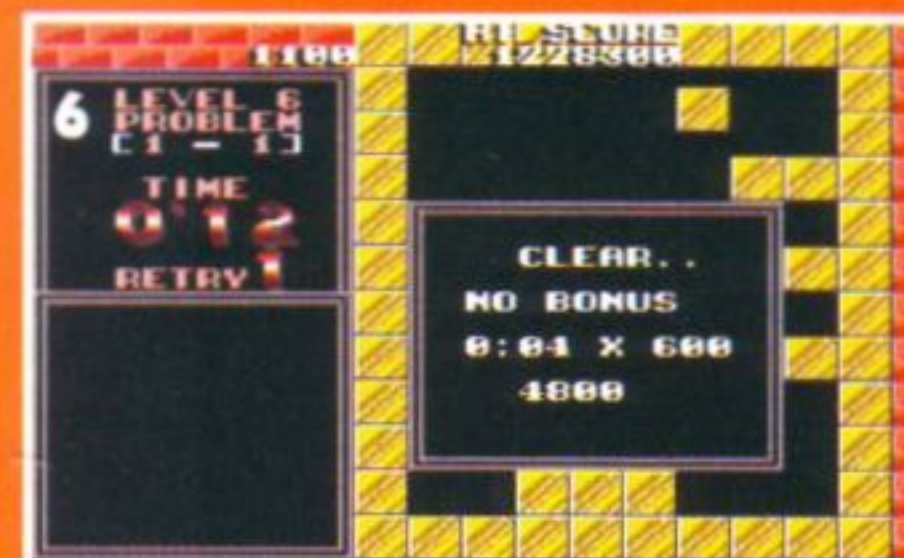 HI SCORE
1100
1228300
6
LEVEL 6
PROBLEM
[1 - 1]
TIME
0'12
RETRY 1
CLEAR..
NO BONUS
0:04 X 600
4800